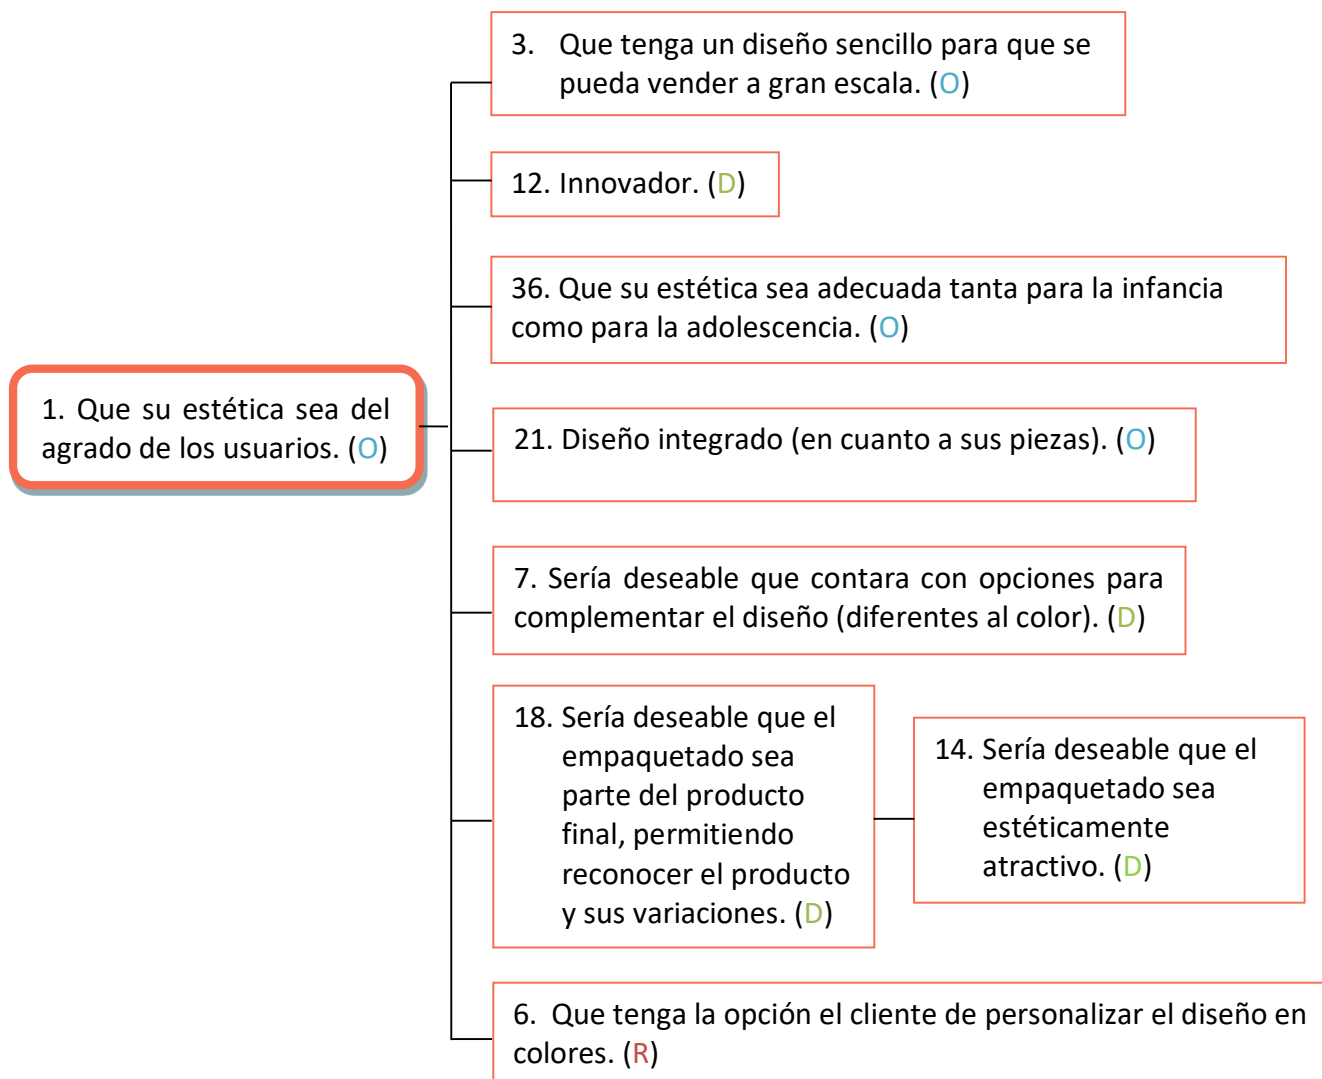 3. Que tenga un diseño sencillo para que se
pueda vender a gran escala. (O)
12. Innovador. (D)
36. Que su estética sea adecuada tanta para la infancia
como para la adolescencia. (O)
1. Que su estética sea del
agrado de los usuarios. (O)
21. Diseño integrado (en cuanto a sus piezas). (O)
7. Sería deseable que contara con opciones para
complementar el diseño (diferentes al color). (D)
18. Sería deseable que el
empaquetado sea
parte del producto
final, permitiendo
reconocer el producto
y sus variaciones. (D)
14. Sería deseable que el
empaquetado sea
estéticamente
atractivo. (D)
6. Que tenga la opción el cliente de personalizar el diseño en
colores. (R)